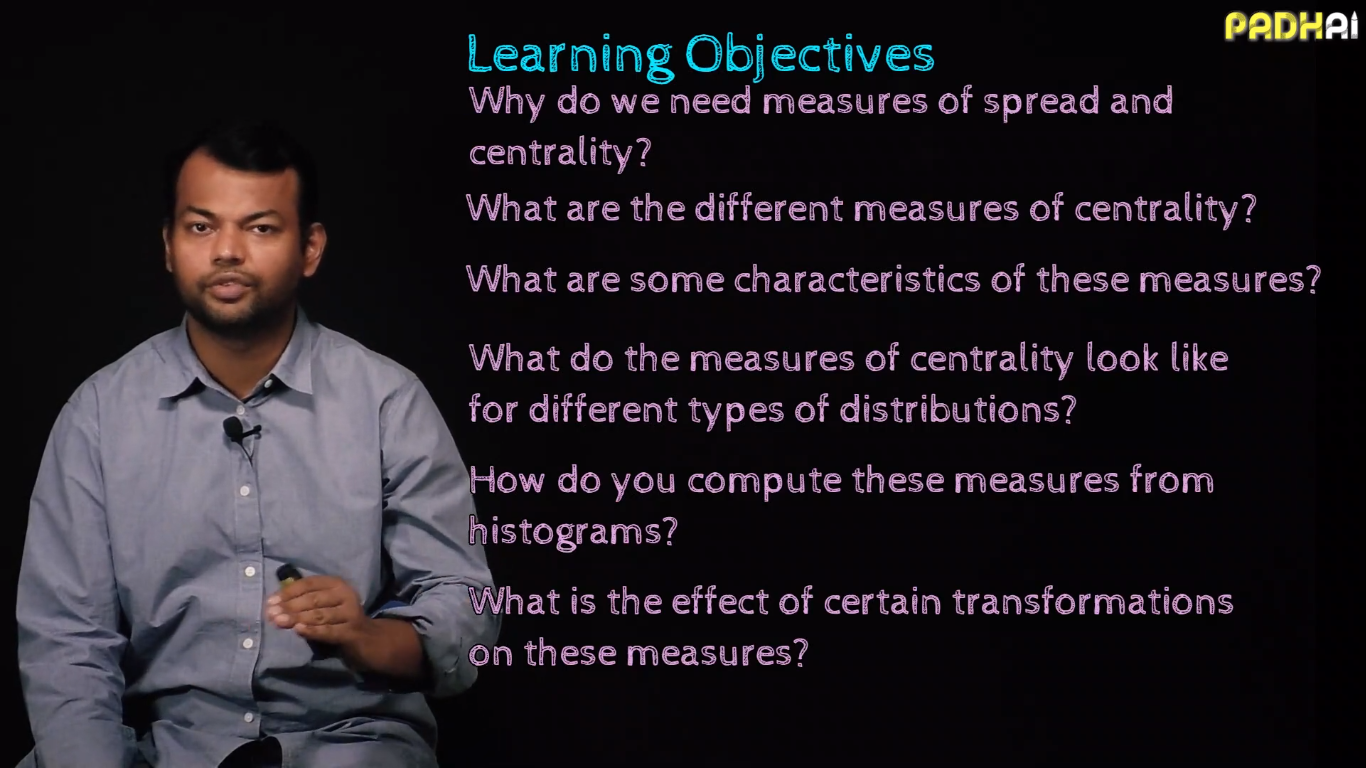 PADHAI
Learning Objectives
Why do we need measures of spread and
centrality?
What are the different measures of centrality?
What are some characteristics of these measures?
What do the measures of centrality look like
for different types of distributions?
How do you compute these measures from
histograms?
What is the effect of certain transformations
on these measures?